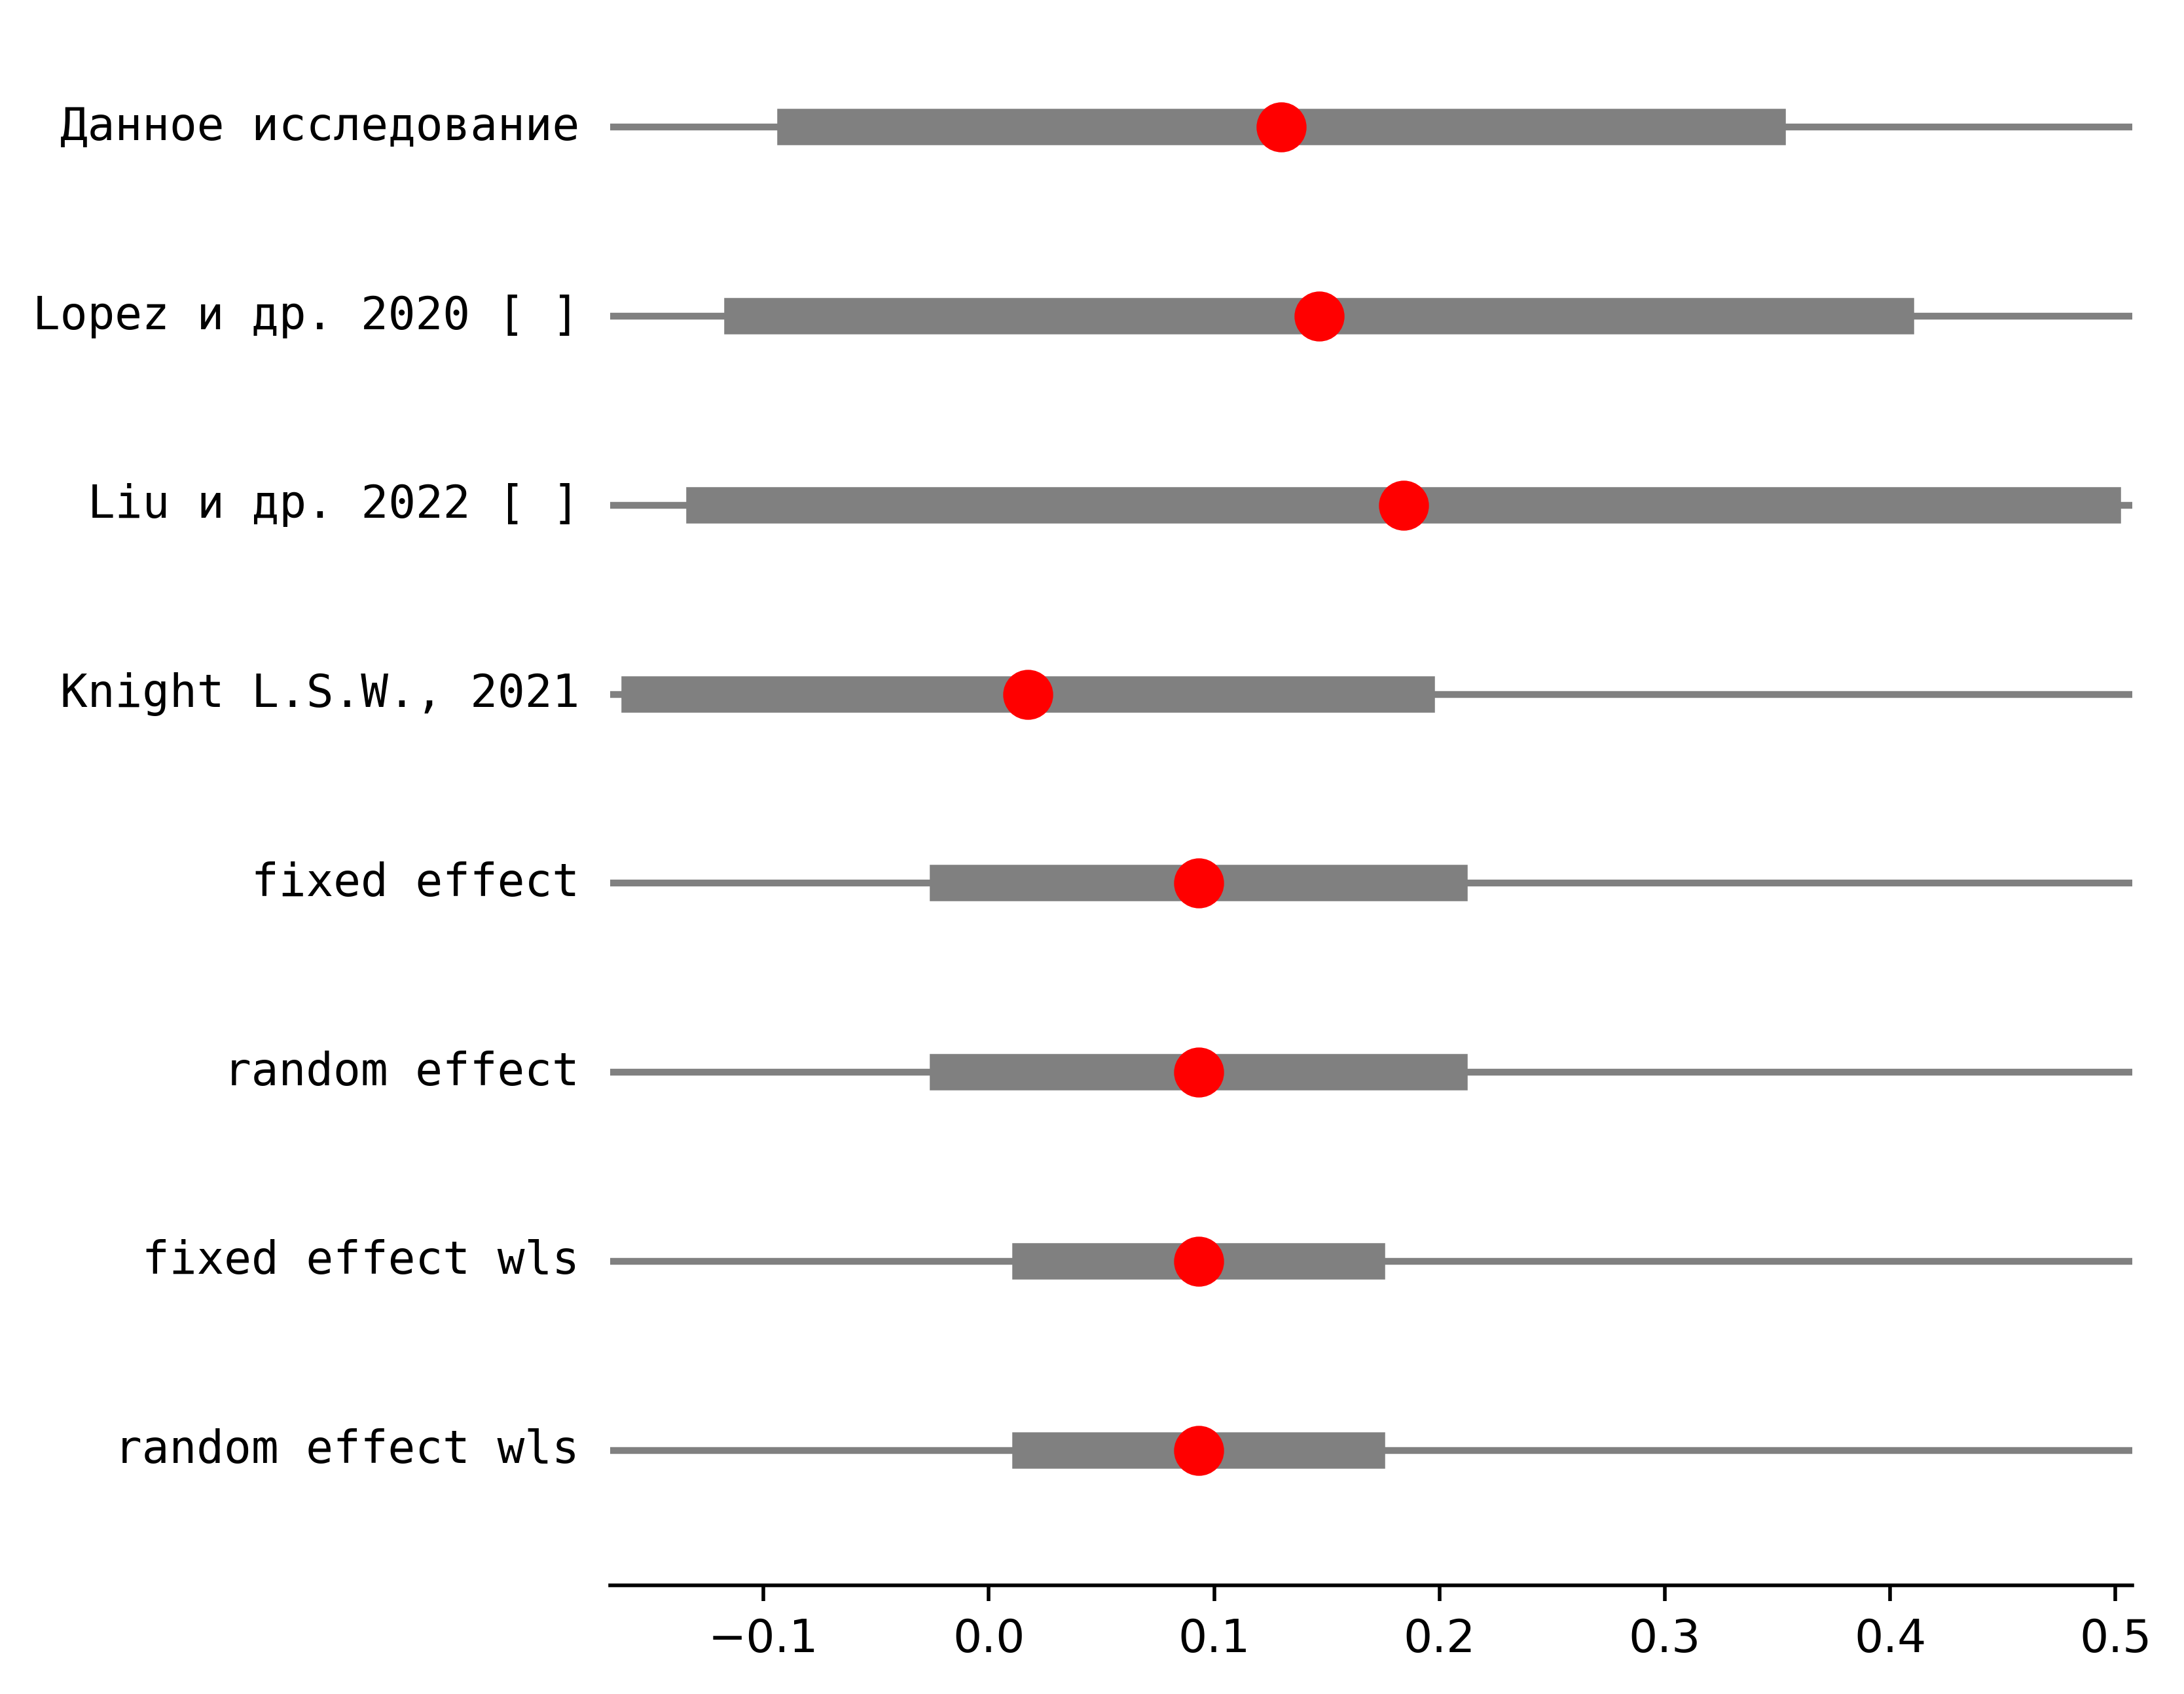 Данное исследование
Lopez и др. 2020 [ ]
Liu и др. 2022 [ ]
Knight L.S.W., 2021
fixed effect
random effect
fixed effect wls
random effect wls
−0.1 0.0 0.1 0.2 0.3 0.4 0.5